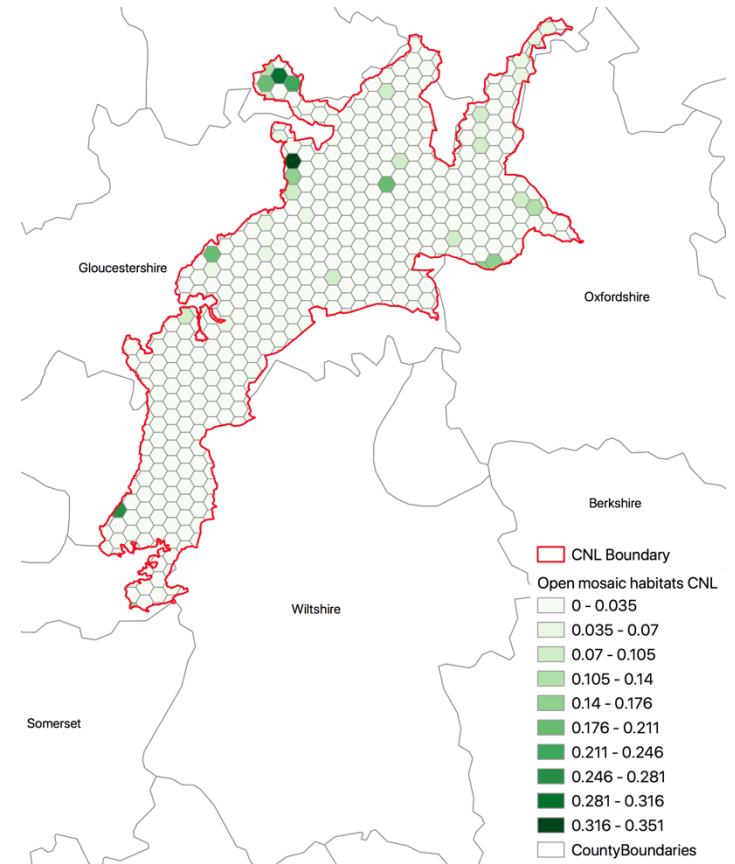 Gloucestershire
Oxfordshire
Berkshire
CNL Boundary
Open mosaic habitats CNL
0 - 0.035
0.035 - 0.07
0.07 - 0.105
0.105 - 0.14
0.14 - 0.176
0.176 - 0.211
0.211 - 0.246
0.246 - 0.281
0.281 - 0.316
0.316 - 0.351
CountyBoundaries
Wiltshire
Somerset